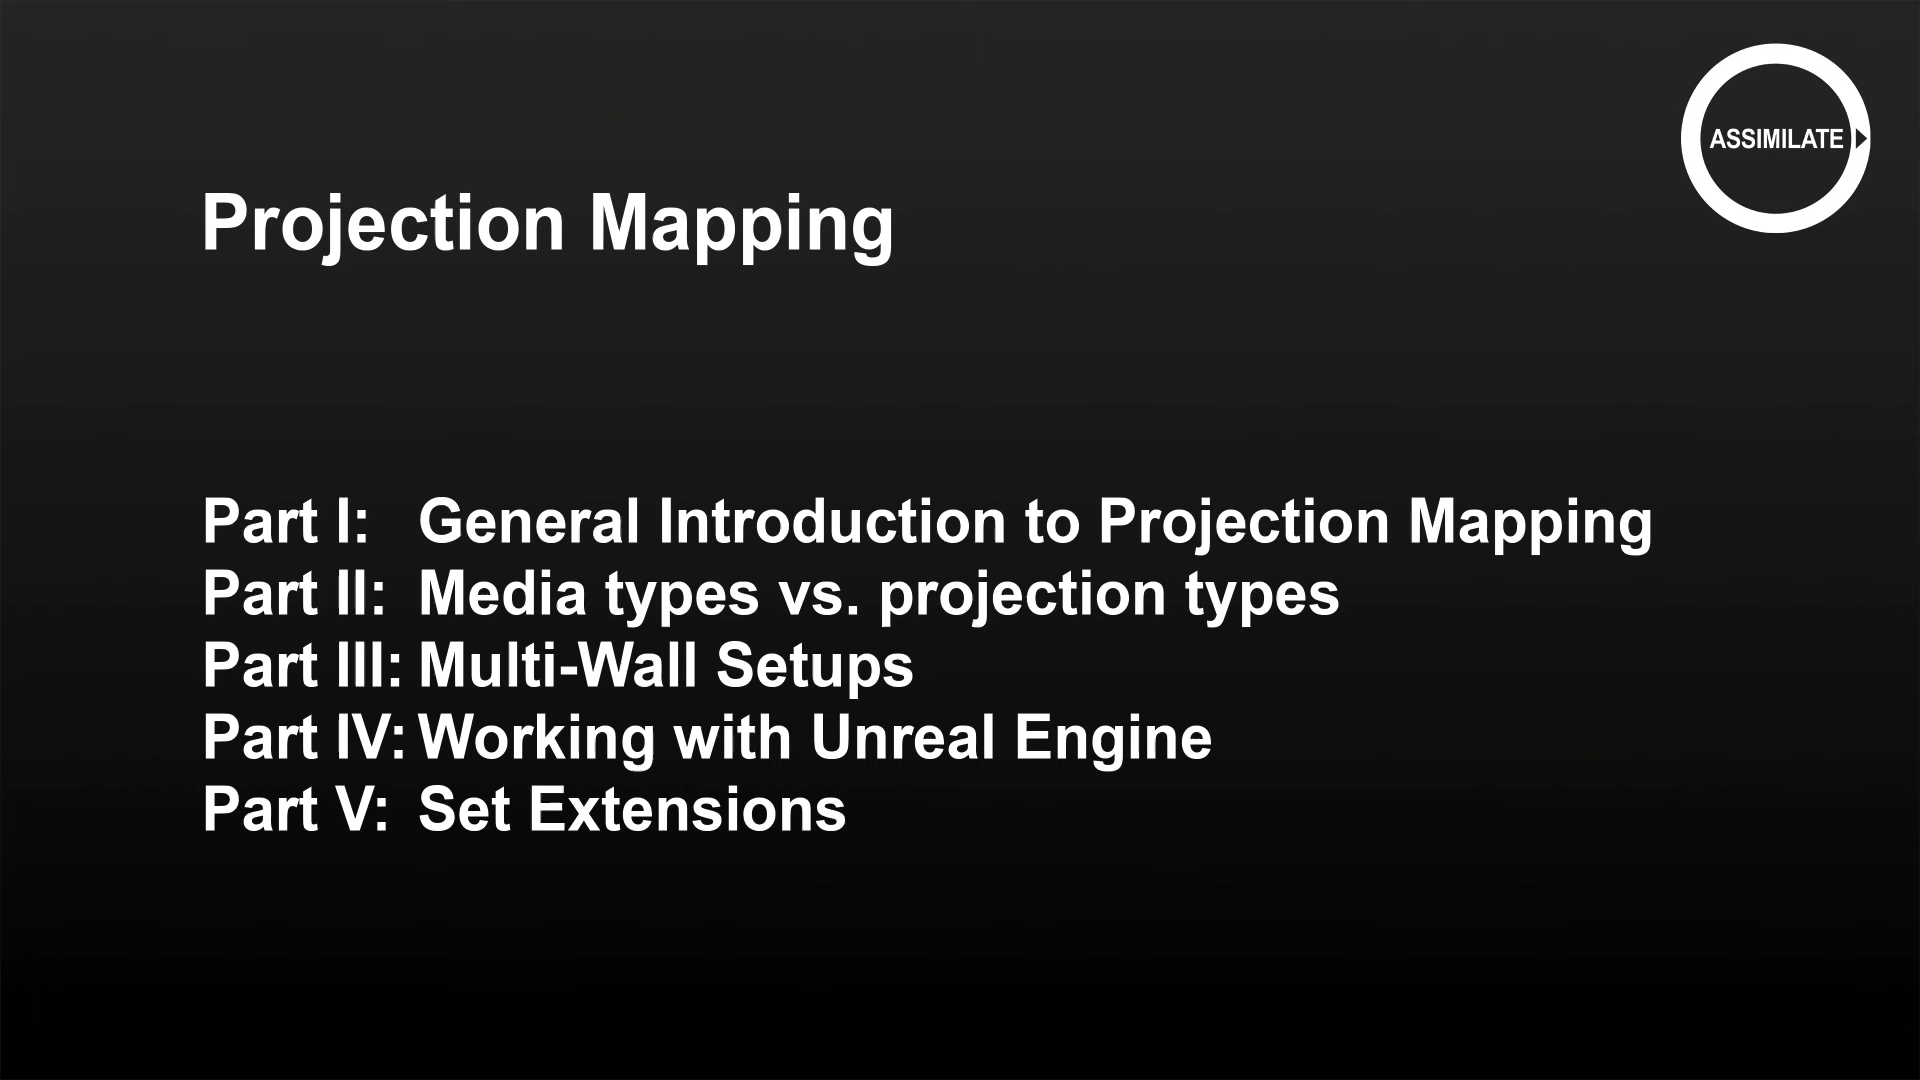 ASSIMILATE
Projection Mapping
Part I: General Introduction to Projection Mapping
Part II: Media types vs. projection types
Part III: Multi-Wall Setups
Part IV: Working with Unreal Engine
Part V: Set Extensions